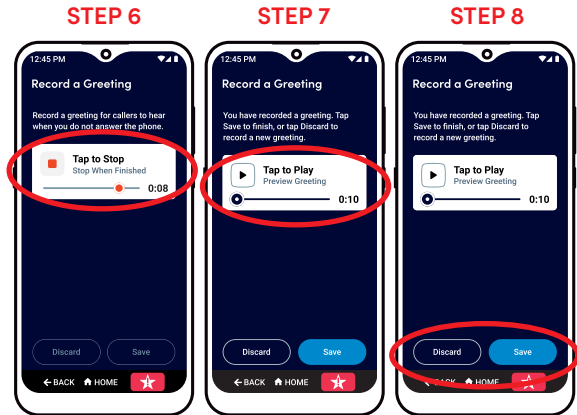 STEP 6
12:45 PM
Record a Greeting
Record a greeting for callers to hear
when you do not answer the phone.
Tap to Stop
Stop When Finished
0:08
Discard
Save
BACK
HOME
STEP 7
12:45 PM
Record a Greeting
You have recorded a greeting. Tap
Save to finish, or tap Discard to
record a new greeting.
Tap to Play
Preview Greeting
0:10
Discard
Save
BACK
HOME
STEP 8
12:45 PM
Record a Greeting
You have recorded a greeting. Tap
Save to finish, or tap Discard to
record a new greeting.
Tap to Play
Preview Greeting
0:10
Discard
Save
BACK
HOME